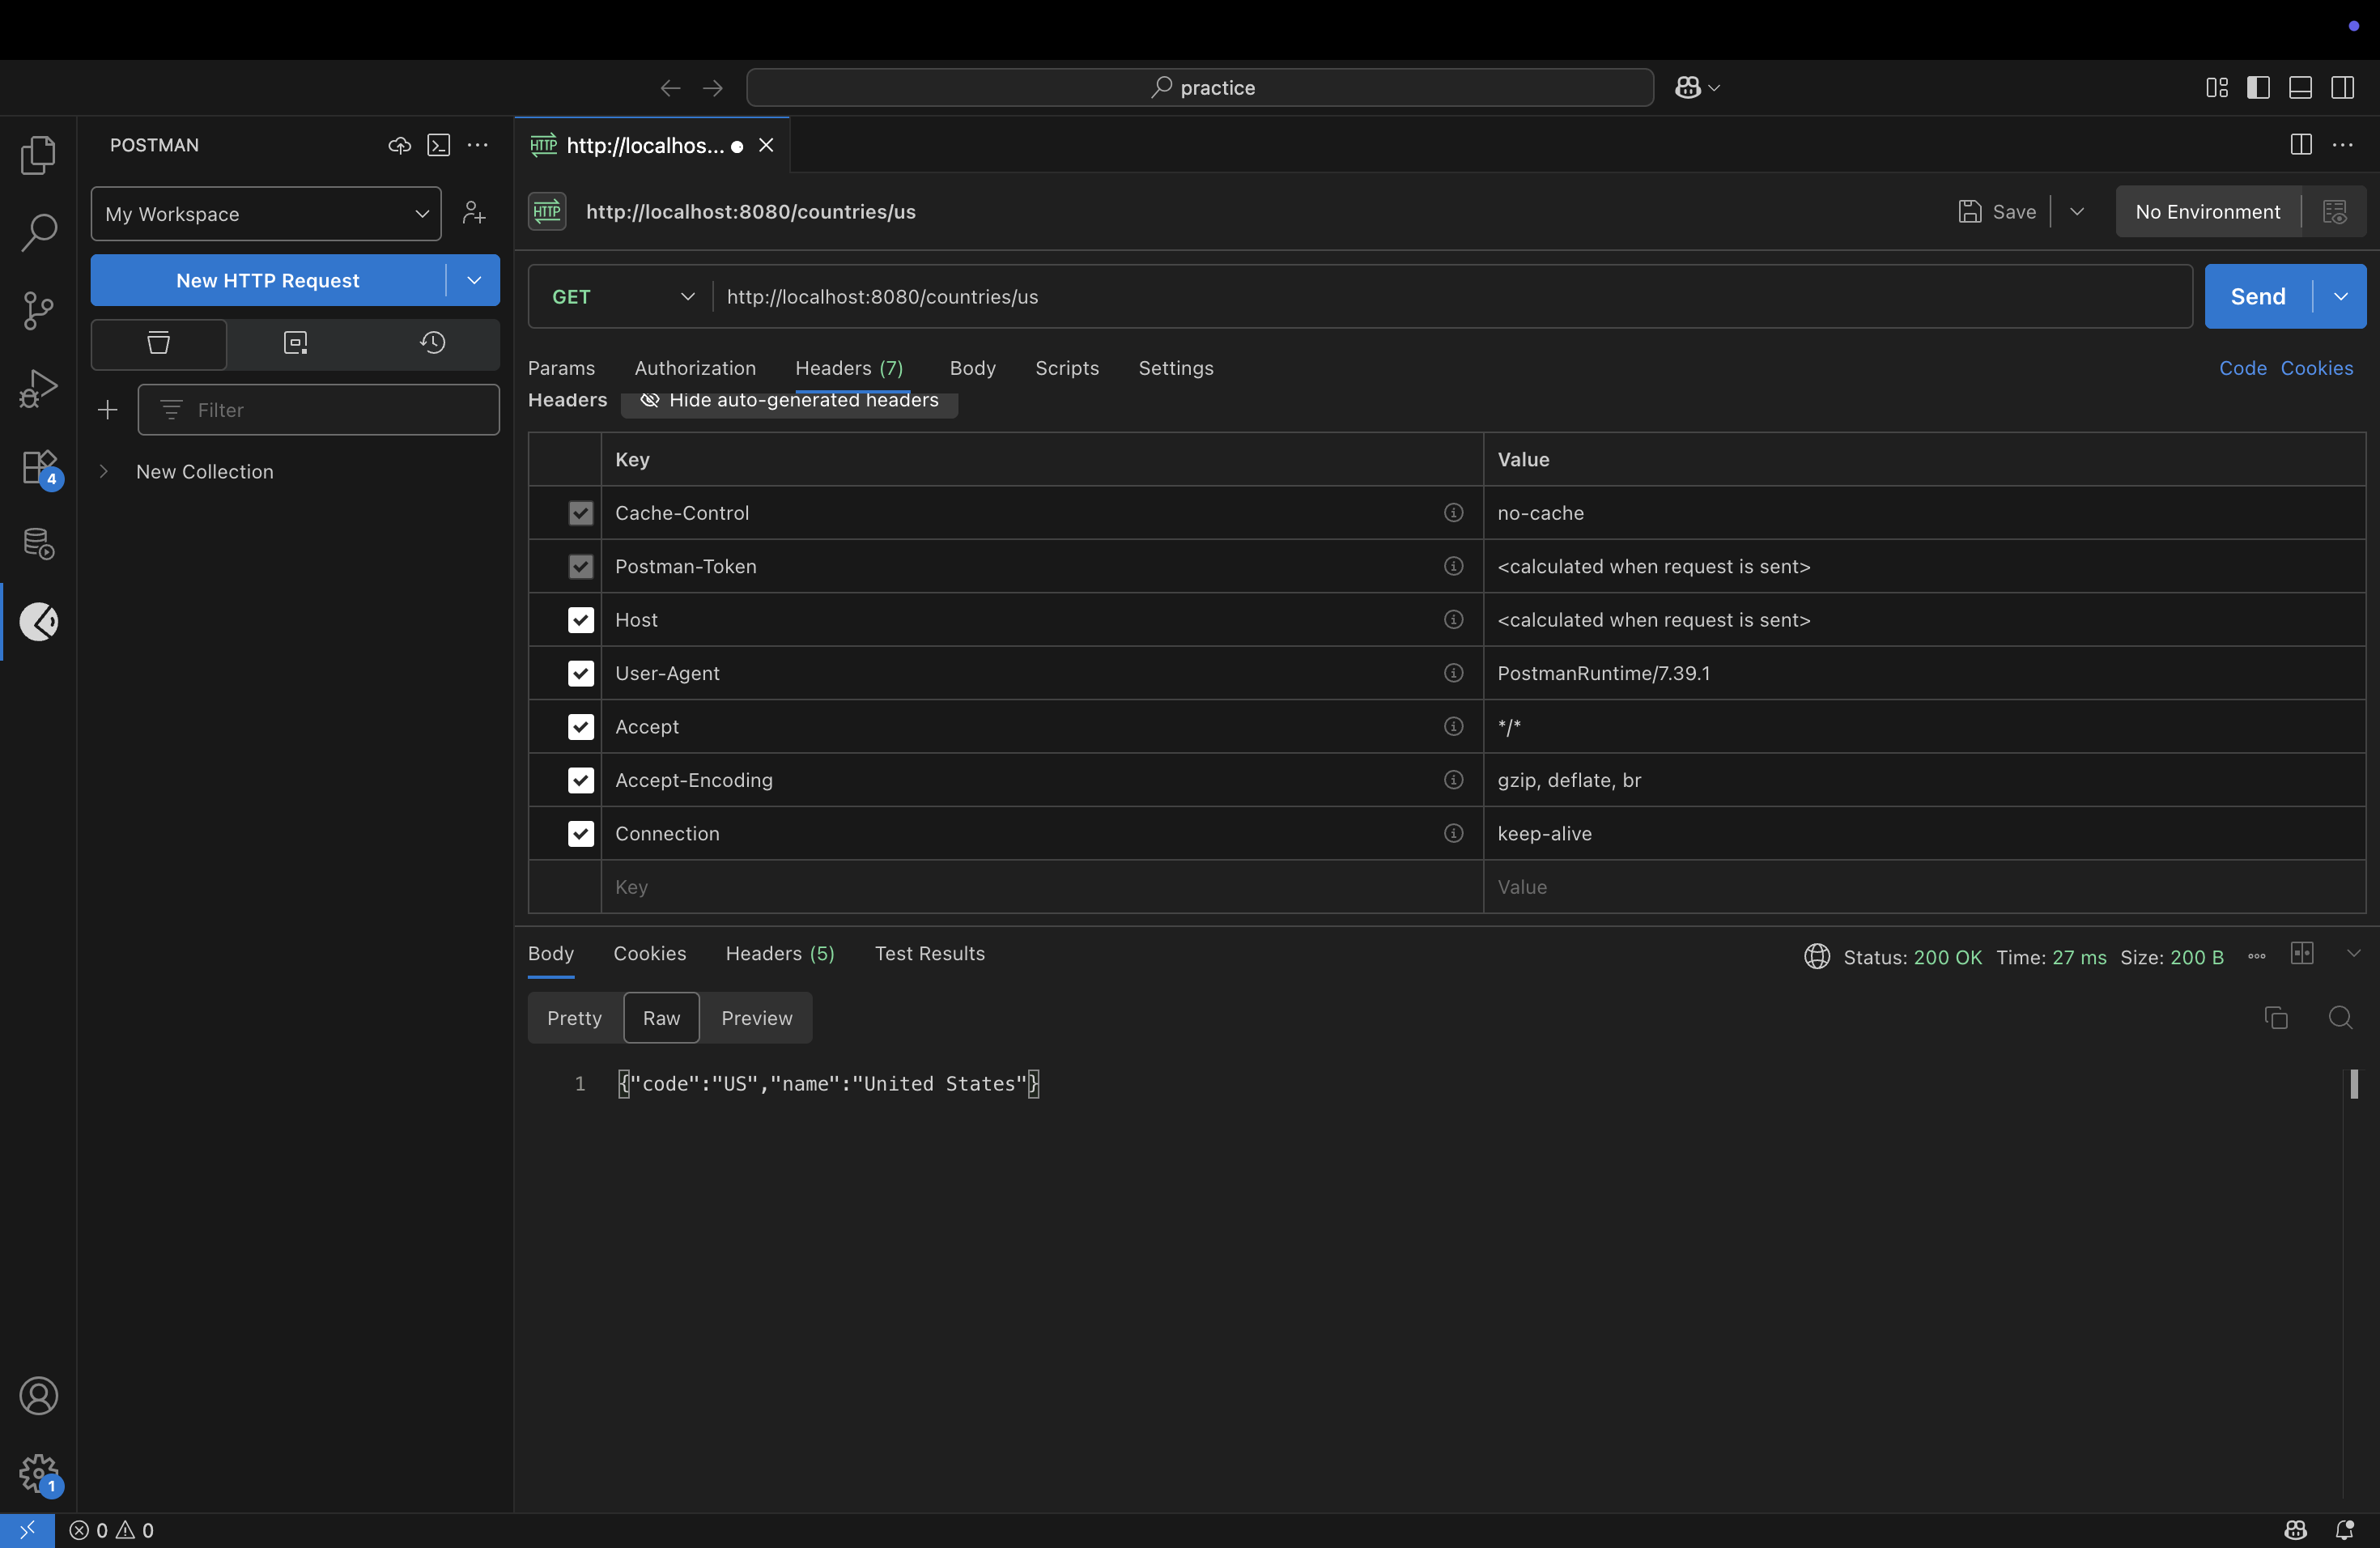 practice
POSTMAN
HTTP http://localhos...
My Workspace
HTTP http://localhost:8080/countries/us
Save
No Environment
New HTTP Request
GET http://localhost:8080/countries/us
Send
Params Authorization Headers (7) Body Scripts Settings
Code Cookies
Headers Hide auto-generated headers
Filter
New Collection
4
Key Value
Cache-Control no-cache
Postman-Token <calculated when request is sent>
Host <calculated when request is sent>
User-Agent PostmanRuntime/7.39.1
Accept */*
Accept-Encoding gzip, deflate, br
Connection keep-alive
Key Value
Body Cookies Headers (5) Test Results
Status: 200 OK Time: 27 ms Size: 200 B
Pretty Raw Preview
1 {"code":"US","name":"United States"}
1
0 0